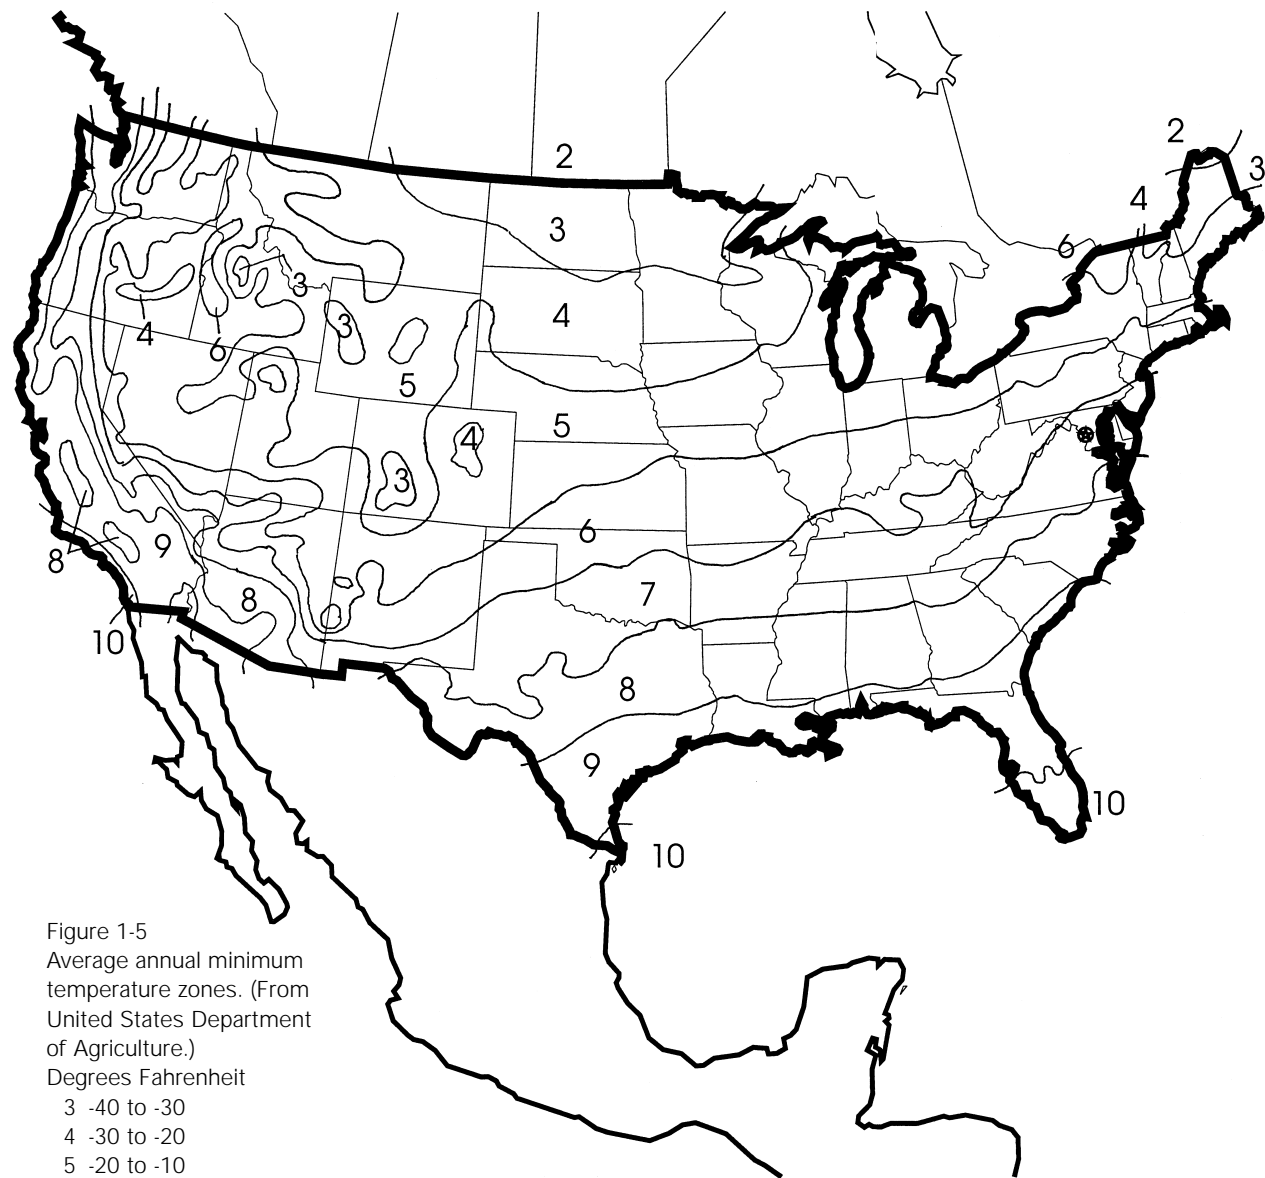 2
2
3
4
3
6
3
4
3
4
6
5
5
4
3
6
8
9
7
8
10
8
9
10
10
Figure 1-5
Average annual minimum
temperature zones. (From
United States Department
of Agriculture.)
Degrees Fahrenheit
3 -40 to -30
4 -30 to -20
5 -20 to -10